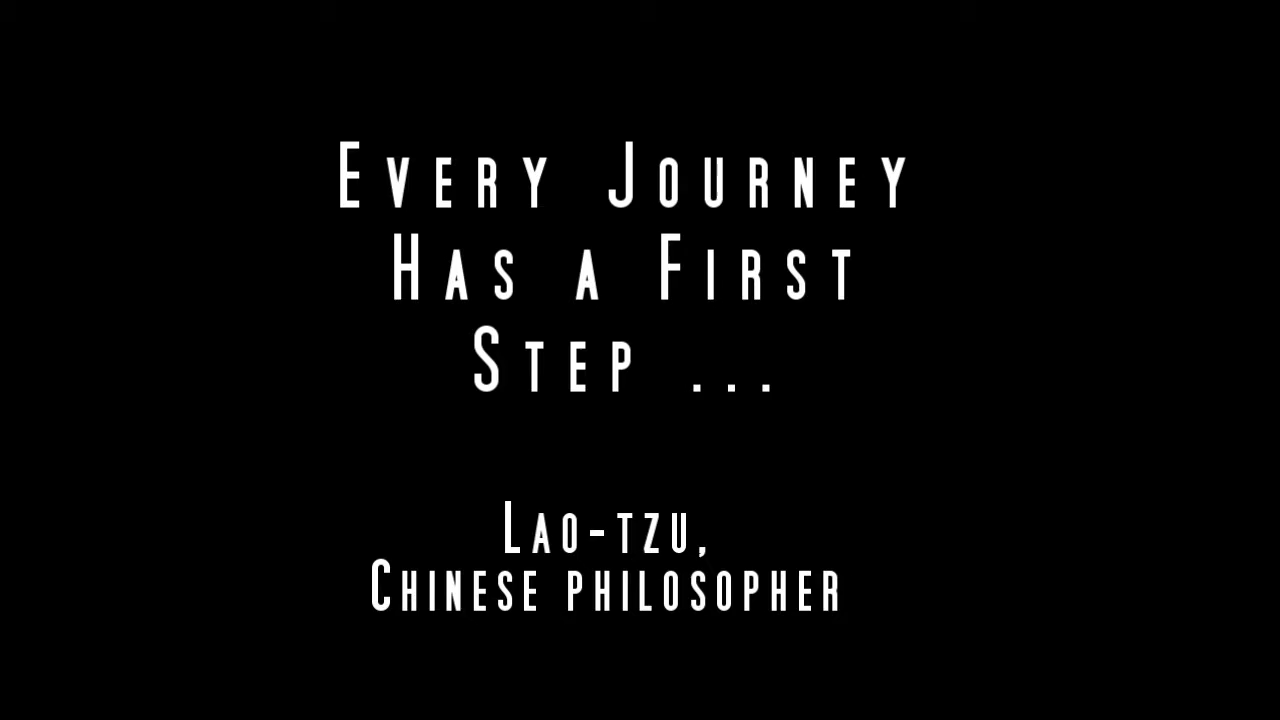 Every Journey
Has a First
Step ...
Lao-tzu,
Chinese philosopher